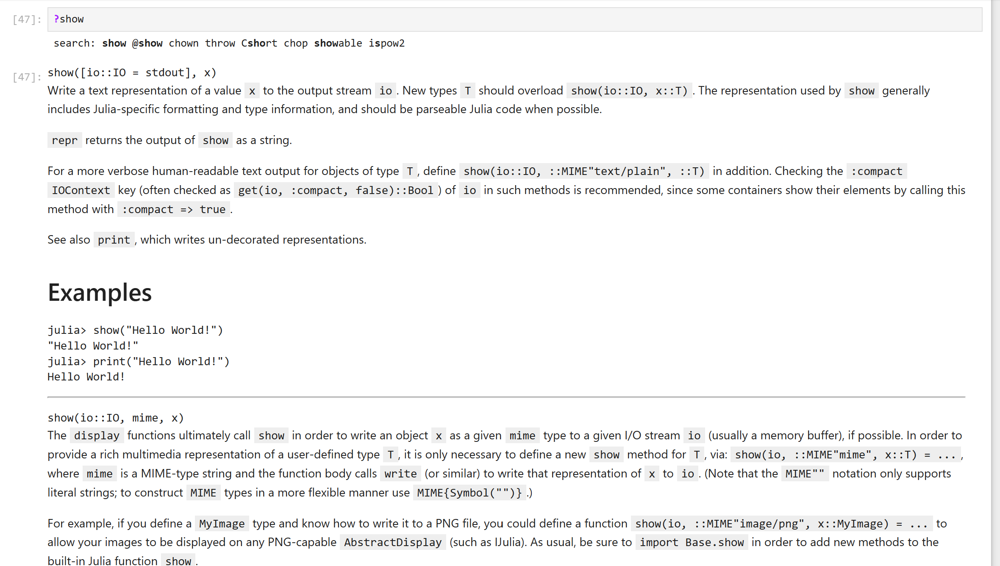 [47]: ?show
search: show @show chown throw Cshort chop showable ispow2
[47]: show([io::IO = stdout], x)
Write a text representation of a value x to the output stream io. New types T should overload show(io::IO, x::T). The representation used by show generally
includes Julia-specific formatting and type information, and should be parseable Julia code when possible.
repr returns the output of show as a string.
For a more verbose human-readable text output for objects of type T, define show(io::IO, ::MIME"text/plain", ::T) in addition. Checking the :compact
IOContext key (often checked as get(io, :compact, false)::Bool) of io in such methods is recommended, since some containers show their elements by calling this
method with :compact => true.
See also print, which writes un-decorated representations.
Examples
julia> show("Hello World!")
"Hello World!"
julia> print("Hello World!")
Hello World!
show(io::IO, mime, x)
The display functions ultimately call show in order to write an object x as a given mime type to a given I/O stream io (usually a memory buffer), if possible. In order to
provide a rich multimedia representation of a user-defined type T, it is only necessary to define a new show method for T, via: show(io, ::MIME"mime", x::T) = ...,
where mime is a MIME-type string and the function body calls write (or similar) to write that representation of x to io. (Note that the MIME"" notation only supports
literal strings; to construct MIME types in a more flexible manner use MIME{Symbol("")}.)
For example, if you define a MyImage type and know how to write it to a PNG file, you could define a function show(io, ::MIME"image/png", x::MyImage) = ... to
allow your images to be displayed on any PNG-capable AbstractDisplay (such as IJulia). As usual, be sure to import Base.show in order to add new methods to the
built-in Julia function show.